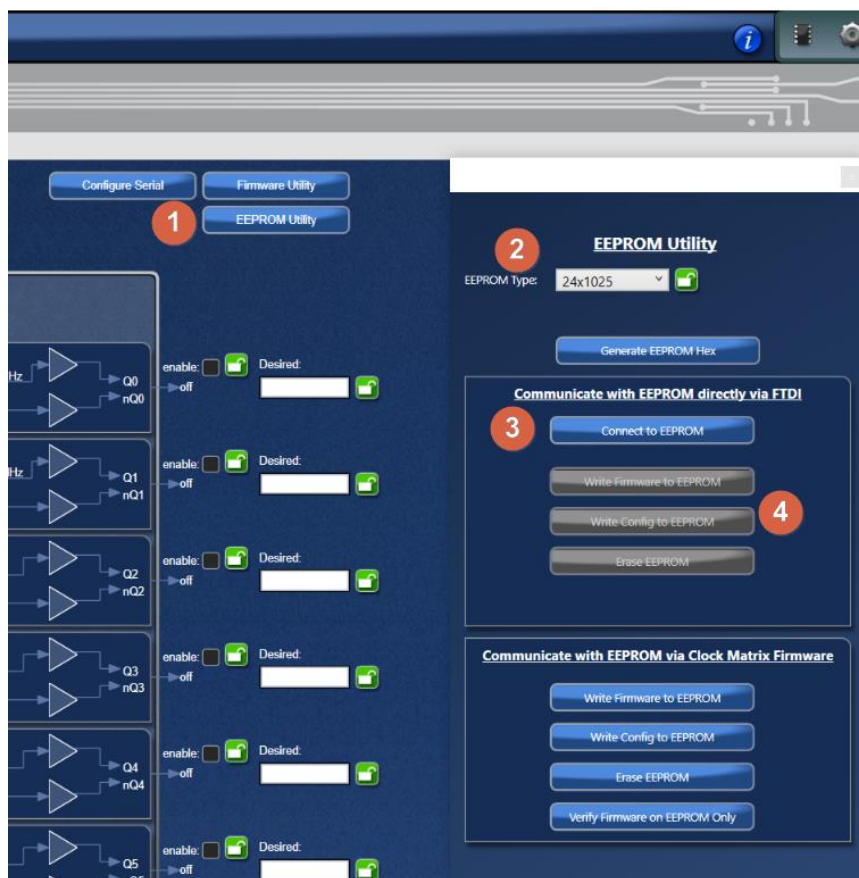 i
Configure Serial
Firmware Utility
1
EEPROM Utility
2
EEPROM Utility
EEPROM Type:
24x1025
Generate EEPROM Hex
Communicate with EEPROM directly via FTDI
3
Connect to EEPROM
Write Firmware to EEPROM
Write Config to EEPROM
4
Erase EEPROM
Communicate with EEPROM via Clock Matrix Firmware
Write Firmware to EEPROM
Write Config to EEPROM
Erase EEPROM
Verify Firmware on EEPROM Only
Hz
Q0
nQ0
enable:
off
Desired:
Hz
Q1
nQ1
enable:
off
Desired:
Q2
nQ2
enable:
off
Desired:
Q3
nQ3
enable:
off
Desired:
Q4
nQ4
enable:
off
Desired:
Q5
enable:
off
Desired: